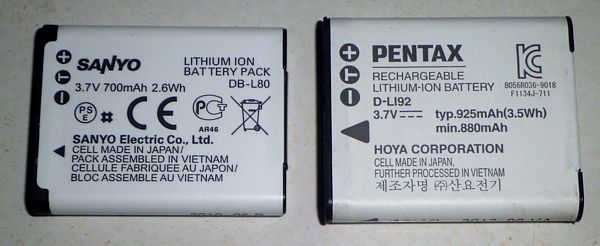 SANYO
LITHIUM ION
BATTERY PACK
3.7V 700mAh 2.6Wh
DB-L80
PS
E
AR46
SANYO Electric Co., Ltd.
CELL MADE IN JAPAN/
PACK ASSEMBLED IN VIETNAM
CELLULE FABRIQUÉE AU JAPON/
BLOC ASSEMBLÉ AU VIETNAM
PENTAX
RECHARGEABLE
LITHIUM-ION BATTERY
D-LI92
3.7V typ.925mAh(3.5Wh)
min.880mAh
B056R036-9018
F1134J-711
HOYA CORPORATION
CELL MADE IN JAPAN,
FURTHER PROCESSED IN VIETNAM
제조자명 ㈜산요전기